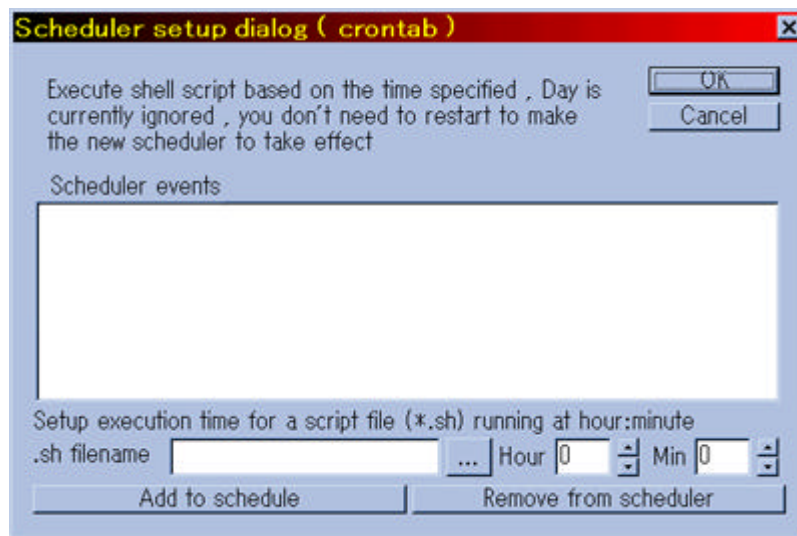 Scheduler setup dialog ( crontab )
Execute shell script based on the time specified , Day is
currently ignored , you don't need to restart to make
the new scheduler to take effect
OK
Cancel
Scheduler events
Setup execution time for a script file (*.sh) running at hour:minute
.sh filename ... Hour 0 Min 0
Add to schedule Remove from scheduler